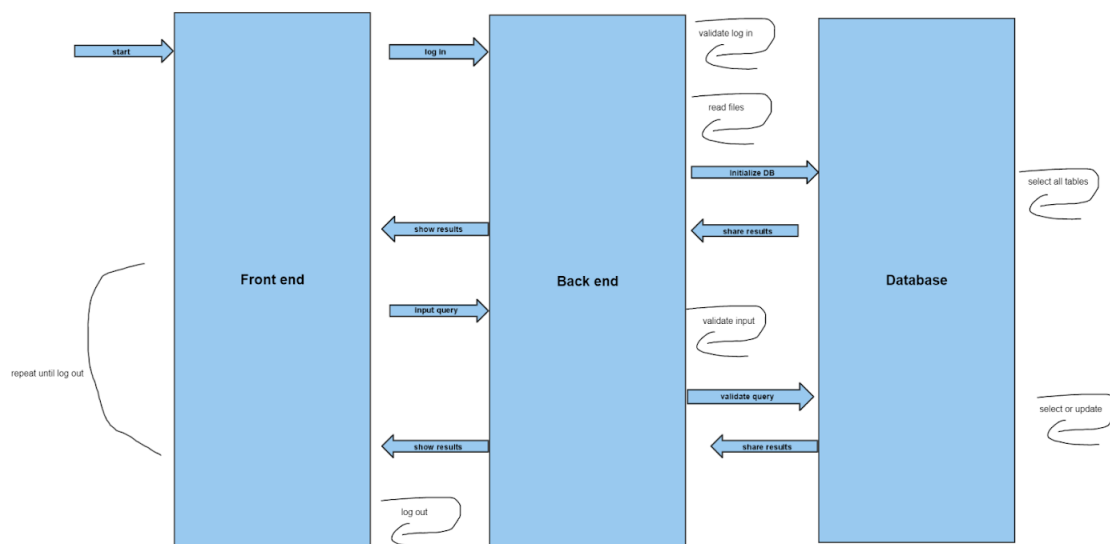 start
log in
validate log in
read files
Initialize DB
select all tables
show results
share results
Front end
Back end
Database
Input query
validate input
repeat until log out
validate query
select or update
show results
share results
log out